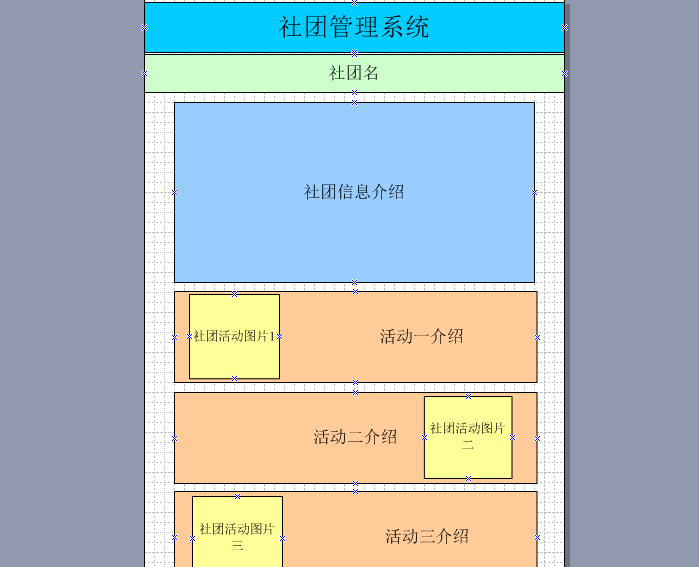 社团管理系统
社团名
社团信息介绍
社团活动图片1
活动一介绍
活动二介绍
社团活动图片
二
社团活动图片
三
活动三介绍